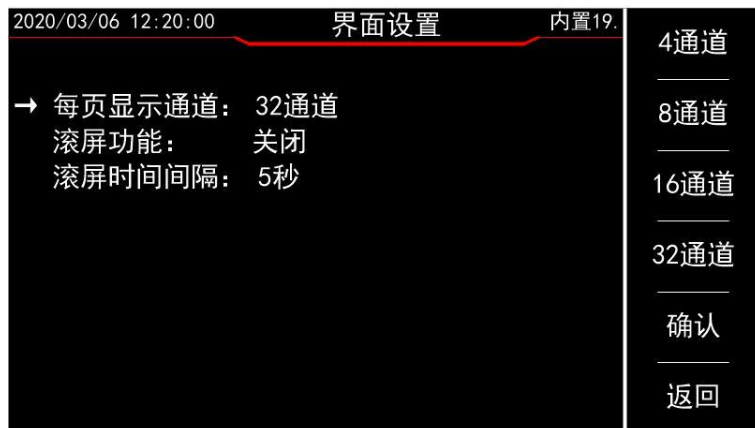 2020/03/06 12:20:00
界面设置
内置19.
→ 每页显示通道： 32通道
滚屏功能： 关闭
滚屏时间间隔： 5秒
4通道
8通道
16通道
32通道
确认
返回